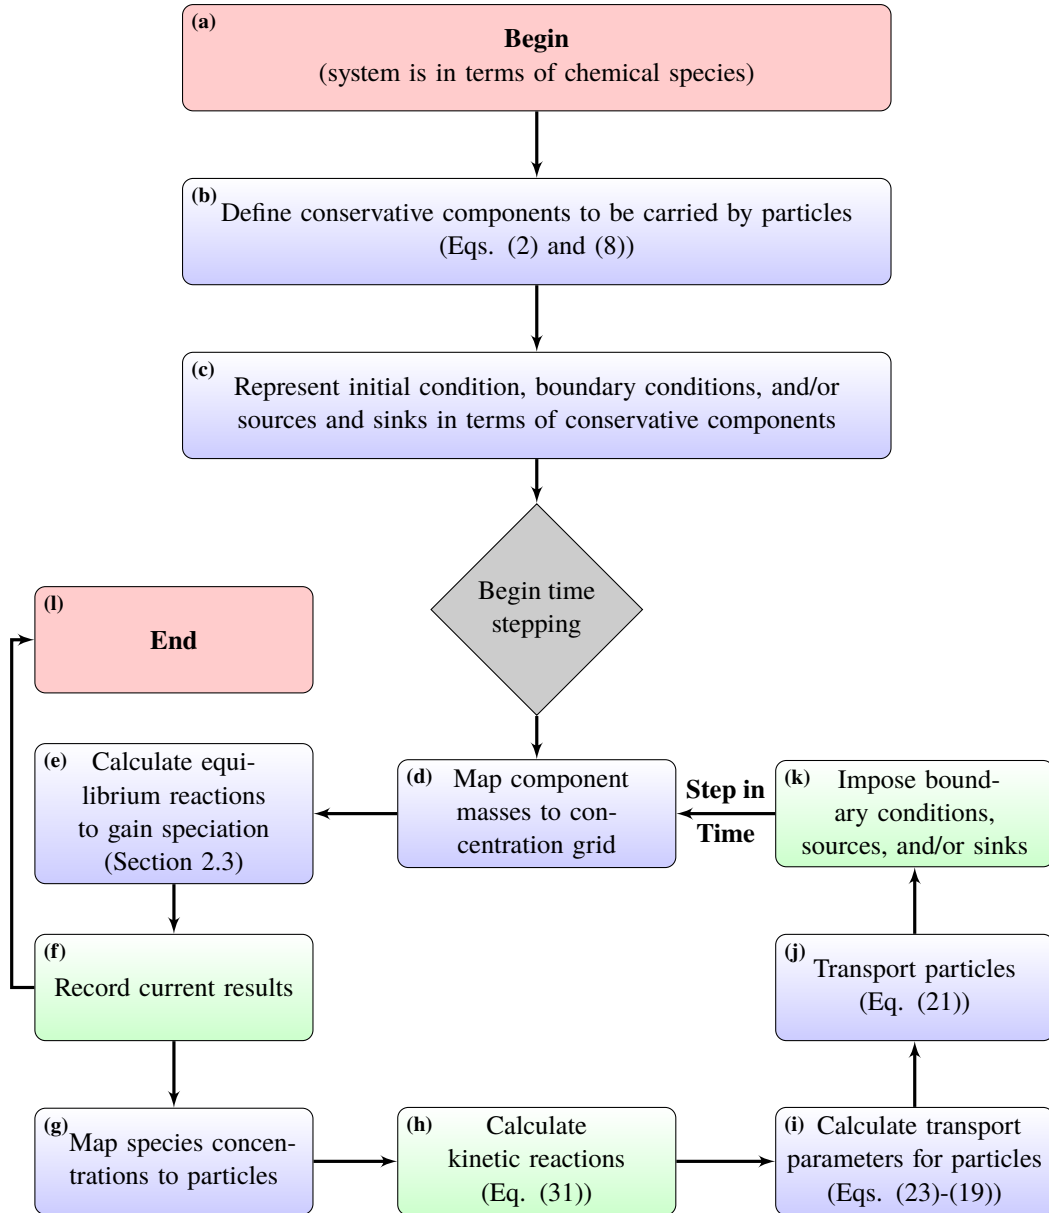 (a)
Begin
(system is in terms of chemical species)
(b)
Define conservative components to be carried by particles
(Eqs. (2) and (8))
(c)
Represent initial condition, boundary conditions, and/or
sources and sinks in terms of conservative components
Begin time
stepping
(l)
End
(e)
Calculate equi-
librium reactions
to gain speciation
(Section 2.3)
(d)
Map component
masses to con-
centration grid
Step in
Time
(k)
Impose bound-
ary conditions,
sources, and/or sinks
(f)
Record current results
(j)
Transport particles
(Eq. (21))
(g)
Map species concen-
trations to particles
(h)
Calculate
kinetic reactions
(Eq. (31))
(i)
Calculate transport
parameters for particles
(Eqs. (23)-(19))